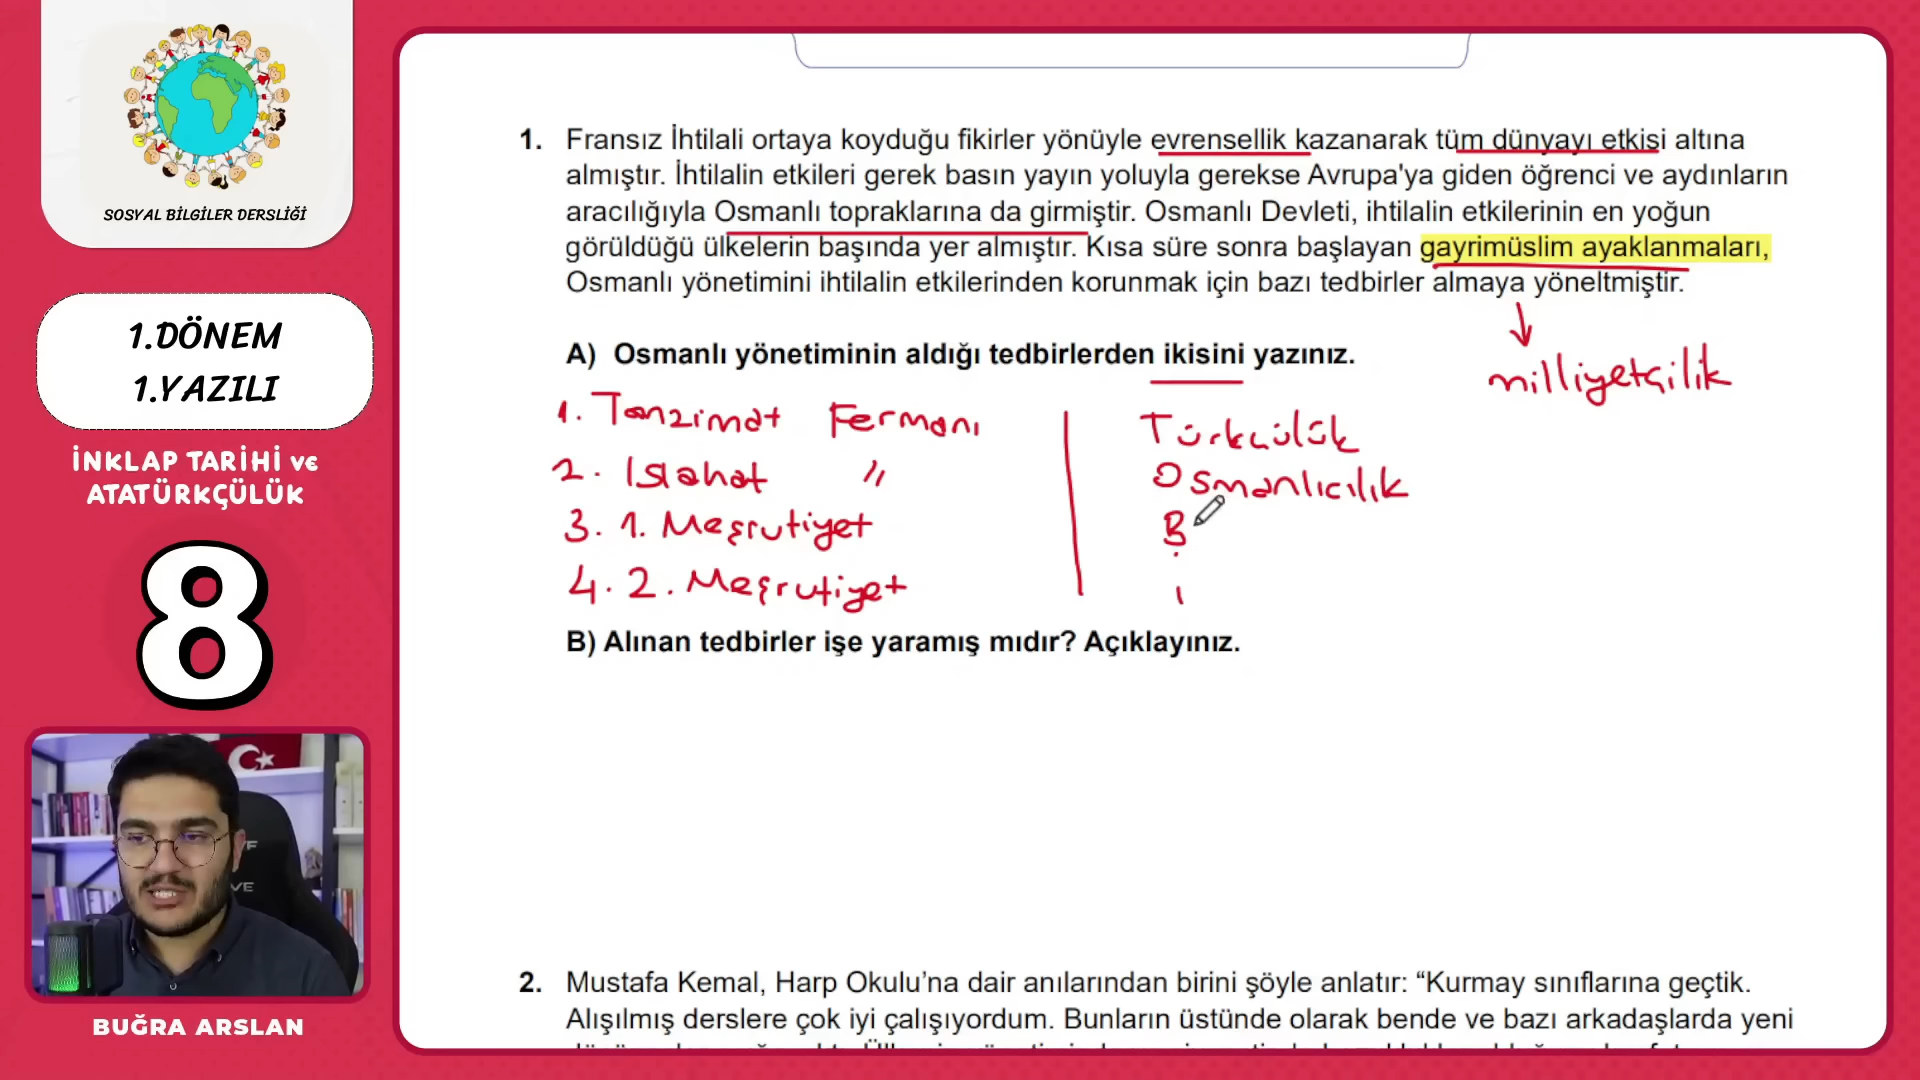 SOSYAL BİLGİLER DERSLİĞİ
1.DÖNEM
1.YAZILI
İNKLAP TARİHİ ve
ATATÜRKÇÜLÜK
8
BUĞRA ARSLAN
1. Fransız İhtilali ortaya koyduğu fikirler yönüyle evrensellik kazanarak tüm dünyayı etkisi altına
almıştır. İhtilalin etkileri gerek basın yayın yoluyla gerekse Avrupa'ya giden öğrenci ve aydınların
aracılığıyla Osmanlı topraklarına da girmiştir. Osmanlı Devleti, ihtilalin etkilerinin en yoğun
görüldüğü ülkelerin başında yer almıştır. Kısa süre sonra başlayan gayrimüslim ayaklanmaları,
Osmanlı yönetimini ihtilalin etkilerinden korunmak için bazı tedbirler almaya yöneltmiştir.
A) Osmanlı yönetiminin aldığı tedbirlerden ikisini yazınız.
milliyetçilik
1. Tanzimat Fermanı
2. Islahat "
3. 1. Meşrutiyet
4. 2. Meşrutiyet
Türkçülük
Osmanlıcılık
B) Alınan tedbirler işe yaramış mıdır? Açıklayınız.
2. Mustafa Kemal, Harp Okulu’na dair anılarından birini şöyle anlatır: “Kurmay sınıflarına geçtik.
Alışılmış derslere çok iyi çalışıyordum. Bunların üstünde olarak bende ve bazı arkadaşlarda yeni